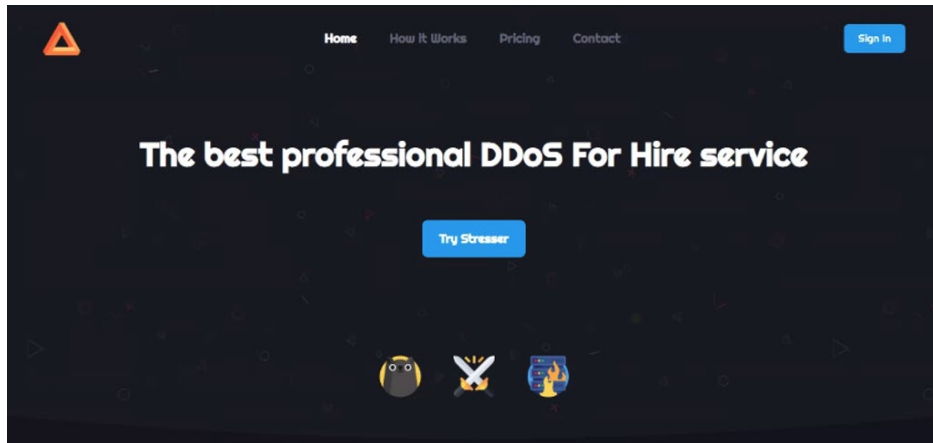 Home
How it Works
Pricing
Contact
Sign In
The best professional DDoS For Hire service
Try Stresser